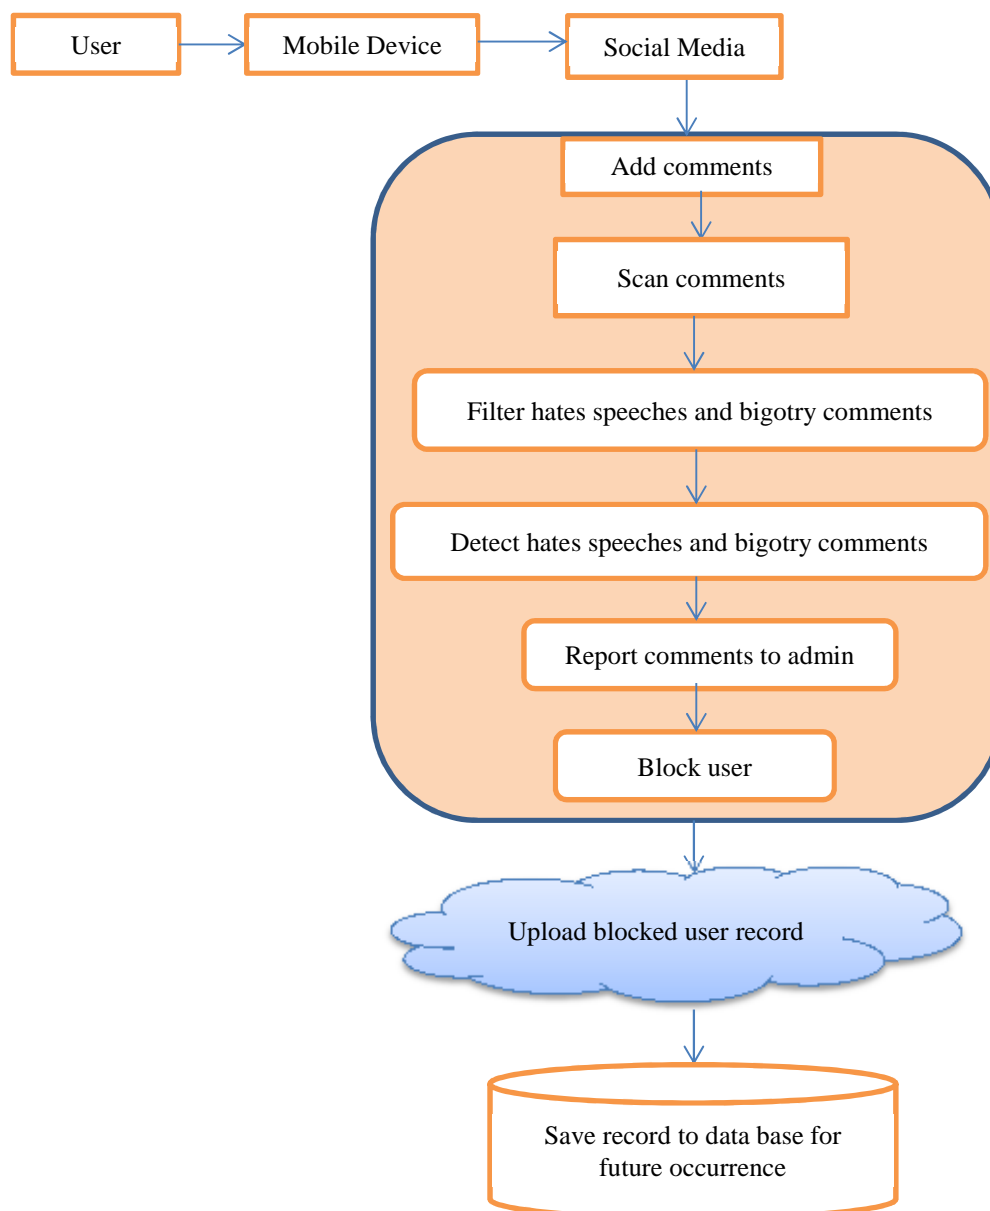 User
Mobile Device
Social Media
Add comments
Scan comments
Filter hates speeches and bigotry comments
Detect hates speeches and bigotry comments
Report comments to admin
Block user
Upload blocked user record
Save record to data base for
future occurrence